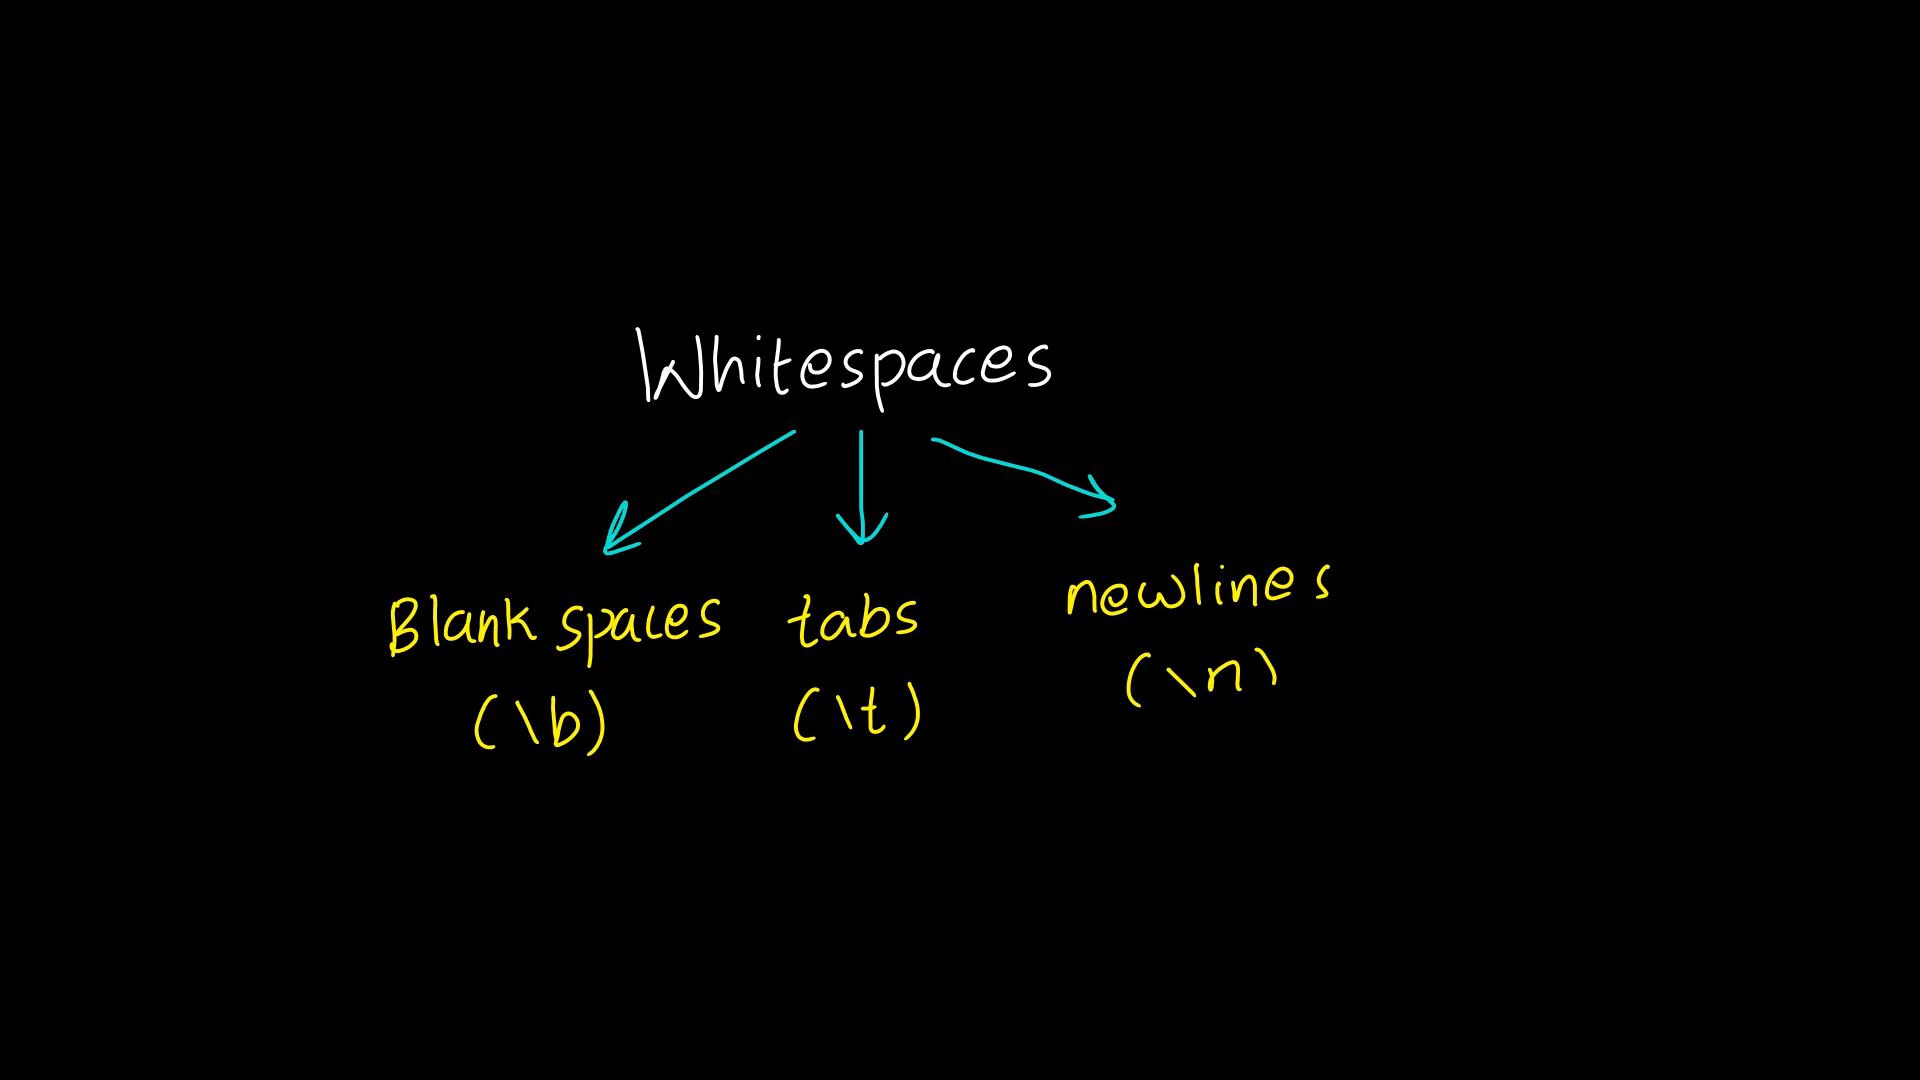 Whitespaces
Blank spaces tabs newlines
(\b) (\t) (\n)